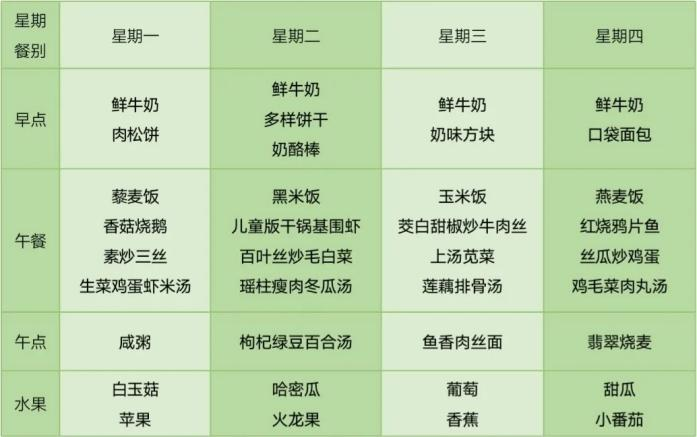 星期
餐别
星期一
星期二
星期三
星期四
早点
鲜牛奶
肉松饼
鲜牛奶
多样饼干
奶酪棒
鲜牛奶
奶味方块
鲜牛奶
口袋面包
午餐
藜麦饭
香菇烧鹅
素炒三丝
生菜鸡蛋虾米汤
黑米饭
儿童版干锅基围虾
百叶丝炒毛白菜
瑶柱瘦肉冬瓜汤
玉米饭
茭白甜椒炒牛肉丝
上汤苋菜
莲藕排骨汤
燕麦饭
红烧鸦片鱼
丝瓜炒鸡蛋
鸡毛菜肉丸汤
午点
咸粥
枸杞绿豆百合汤
鱼香肉丝面
翡翠烧麦
水果
白玉菇
苹果
哈密瓜
火龙果
葡萄
香蕉
甜瓜
小番茄